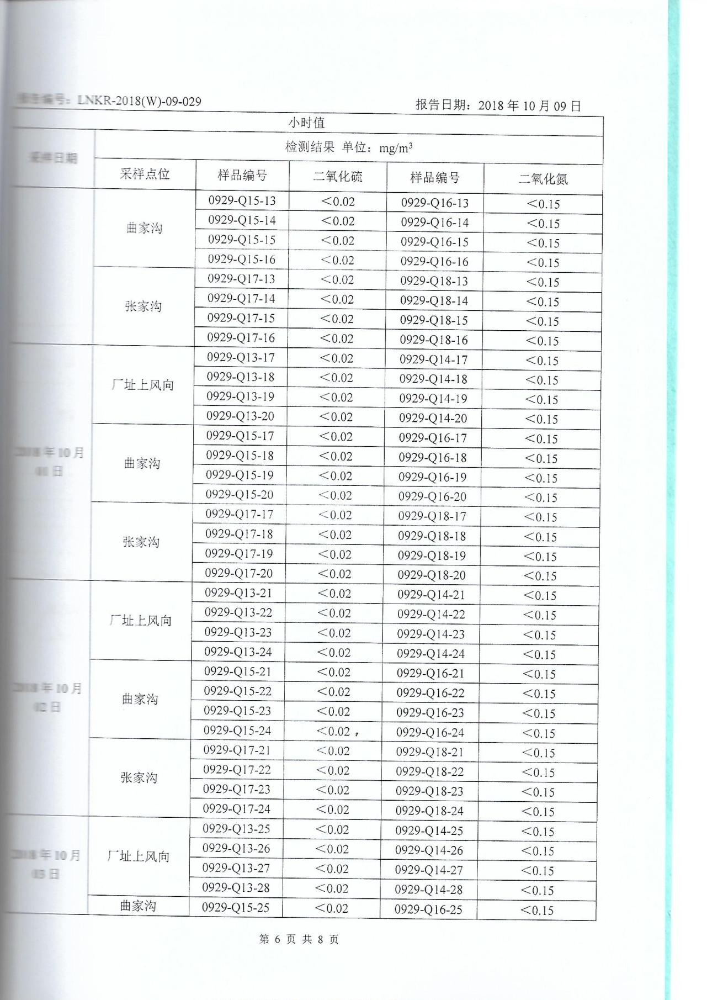 报告编号：LNKR-2018(W)-09-029
报告日期：2018 年 10 月 09 日
小时值
采样日期
检测结果 单位：mg/m³
采样点位 样品编号 二氧化硫 样品编号 二氧化氮
曲家沟
0929-Q15-13 <0.02 0929-Q16-13 <0.15
0929-Q15-14 <0.02 0929-Q16-14 <0.15
0929-Q15-15 <0.02 0929-Q16-15 <0.15
0929-Q15-16 <0.02 0929-Q16-16 <0.15
张家沟
0929-Q17-13 <0.02 0929-Q18-13 <0.15
0929-Q17-14 <0.02 0929-Q18-14 <0.15
0929-Q17-15 <0.02 0929-Q18-15 <0.15
0929-Q17-16 <0.02 0929-Q18-16 <0.15
2018 年 10 月
01 日
厂址上风向
0929-Q13-17 <0.02 0929-Q14-17 <0.15
0929-Q13-18 <0.02 0929-Q14-18 <0.15
0929-Q13-19 <0.02 0929-Q14-19 <0.15
0929-Q13-20 <0.02 0929-Q14-20 <0.15
曲家沟
0929-Q15-17 <0.02 0929-Q16-17 <0.15
0929-Q15-18 <0.02 0929-Q16-18 <0.15
0929-Q15-19 <0.02 0929-Q16-19 <0.15
0929-Q15-20 <0.02 0929-Q16-20 <0.15
张家沟
0929-Q17-17 <0.02 0929-Q18-17 <0.15
0929-Q17-18 <0.02 0929-Q18-18 <0.15
0929-Q17-19 <0.02 0929-Q18-19 <0.15
0929-Q17-20 <0.02 0929-Q18-20 <0.15
2018 年 10 月
02 日
厂址上风向
0929-Q13-21 <0.02 0929-Q14-21 <0.15
0929-Q13-22 <0.02 0929-Q14-22 <0.15
0929-Q13-23 <0.02 0929-Q14-23 <0.15
0929-Q13-24 <0.02 0929-Q14-24 <0.15
曲家沟
0929-Q15-21 <0.02 0929-Q16-21 <0.15
0929-Q15-22 <0.02 0929-Q16-22 <0.15
0929-Q15-23 <0.02 0929-Q16-23 <0.15
0929-Q15-24 <0.02 0929-Q16-24 <0.15
张家沟
0929-Q17-21 <0.02 0929-Q18-21 <0.15
0929-Q17-22 <0.02 0929-Q18-22 <0.15
0929-Q17-23 <0.02 0929-Q18-23 <0.15
0929-Q17-24 <0.02 0929-Q18-24 <0.15
2018 年 10 月
03 日
厂址上风向
0929-Q13-25 <0.02 0929-Q14-25 <0.15
0929-Q13-26 <0.02 0929-Q14-26 <0.15
0929-Q13-27 <0.02 0929-Q14-27 <0.15
0929-Q13-28 <0.02 0929-Q14-28 <0.15
曲家沟 0929-Q15-25 <0.02 0929-Q16-25 <0.15
第 6 页 共 8 页